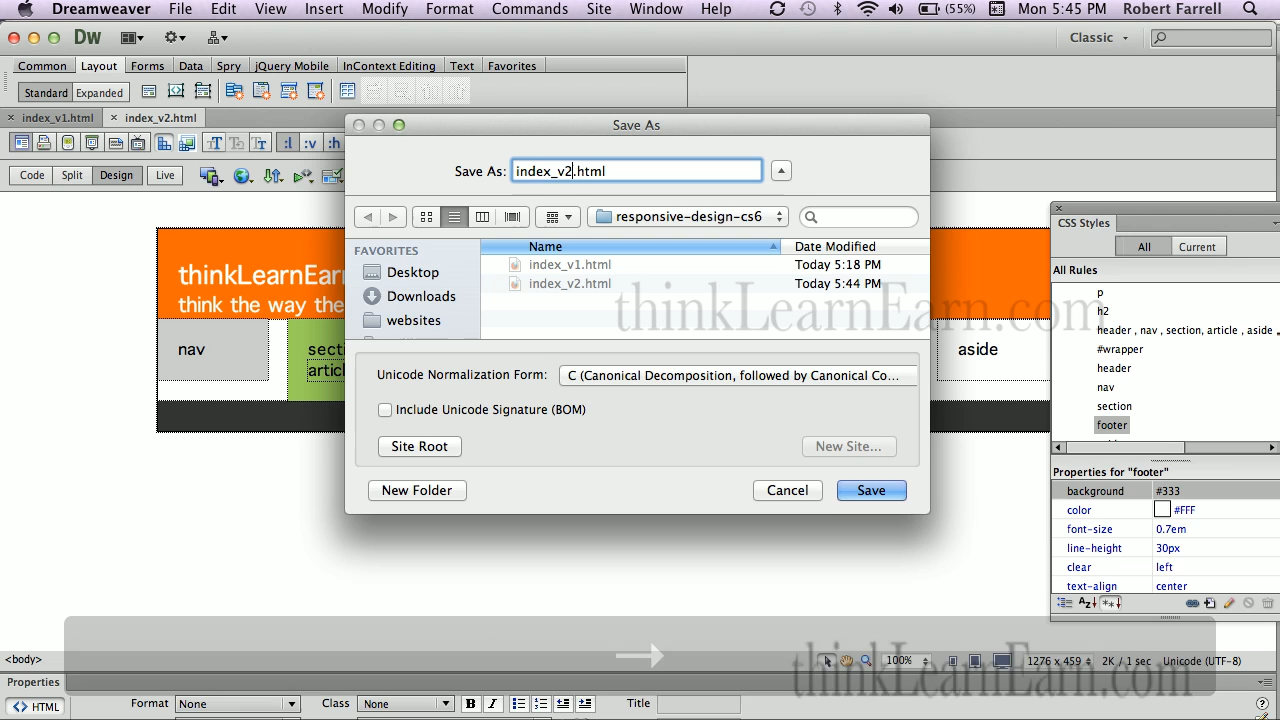 Dreamweaver File Edit View Insert Modify Format Commands Site Window Help (55%) Mon 5:45 PM Robert Farrell
Dw Classic
Common Layout Forms Data Spry jQuery Mobile InContext Editing Text Favorites
Standard Expanded
index_v1.html index_v2.html
Save As
:l :v :h
Save As: index_v2.html
Code Split Design Live
responsive-design-cs6
CSS Styles
FAVORITES Name Date Modified
All Current
Desktop index_v1.html Today 5:18 PM
All Rules
Downloads index_v2.html Today 5:44 PM
websites
thinkLearnEarn.com
p
h2
header , nav , section, article , aside
#wrapper
header
nav
section
footer
thinkLearnEar
think the way the
nav secti aside
articl
Unicode Normalization Form: C (Canonical Decomposition, followed by Canonical Co...
Include Unicode Signature (BOM)
Site Root New Site...
New Folder Cancel Save
Properties for "footer"
background #333
color #FFF
font-size 0.7em
line-height 30px
clear left
text-align center
<body> 100% 1276 x 459 2K / 1 sec Unicode (UTF-8)
thinkLearnEarn.com
Properties
HTML Format None Class None B I Title